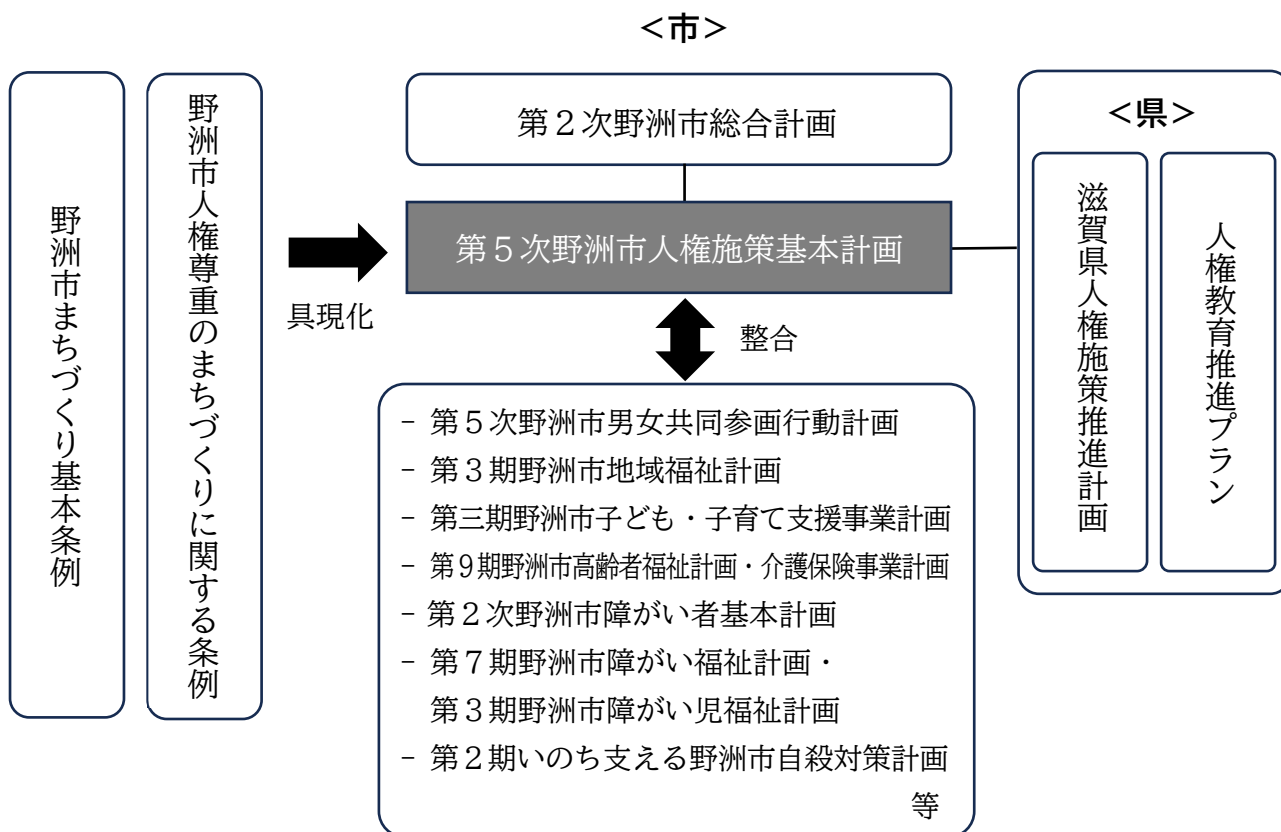 <市>
野洲市まちづくり基本条例
野洲市人権尊重のまちづくりに関する条例
具現化
第２次野洲市総合計画
第５次野洲市人権施策基本計画
整合
- 第５次野洲市男女共同参画行動計画
- 第３期野洲市地域福祉計画
- 第三期野洲市子ども・子育て支援事業計画
- 第９期野洲市高齢者福祉計画・介護保険事業計画
- 第２次野洲市障がい者基本計画
- 第７期野洲市障がい福祉計画・
第３期野洲市障がい児福祉計画
- 第２期いのち支える野洲市自殺対策計画
等
<県>
滋賀県人権施策推進計画
人権教育推進プラン